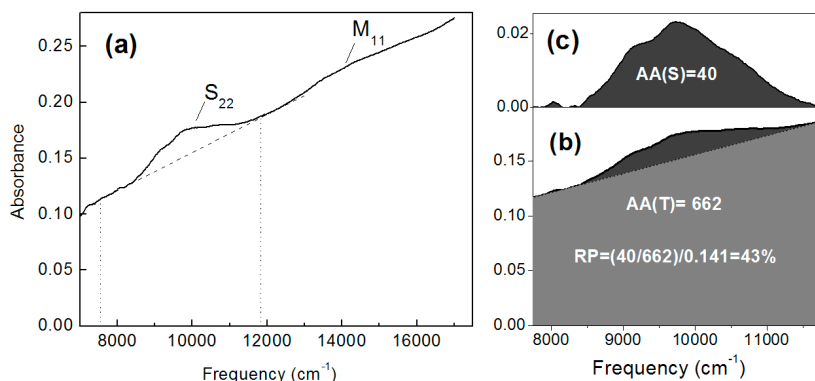 (a)
M11
S22
Absorbance
0.25
0.20
0.15
0.10
0.05
0.00
8000 10000 12000 14000 16000
Frequency (cm-1)
(c)
0.02
0.00
AA(S)=40
(b)
0.15
0.10
0.05
0.00
AA(T)= 662
RP=(40/662)/0.141=43%
8000 9000 10000 11000
Frequency (cm-1)